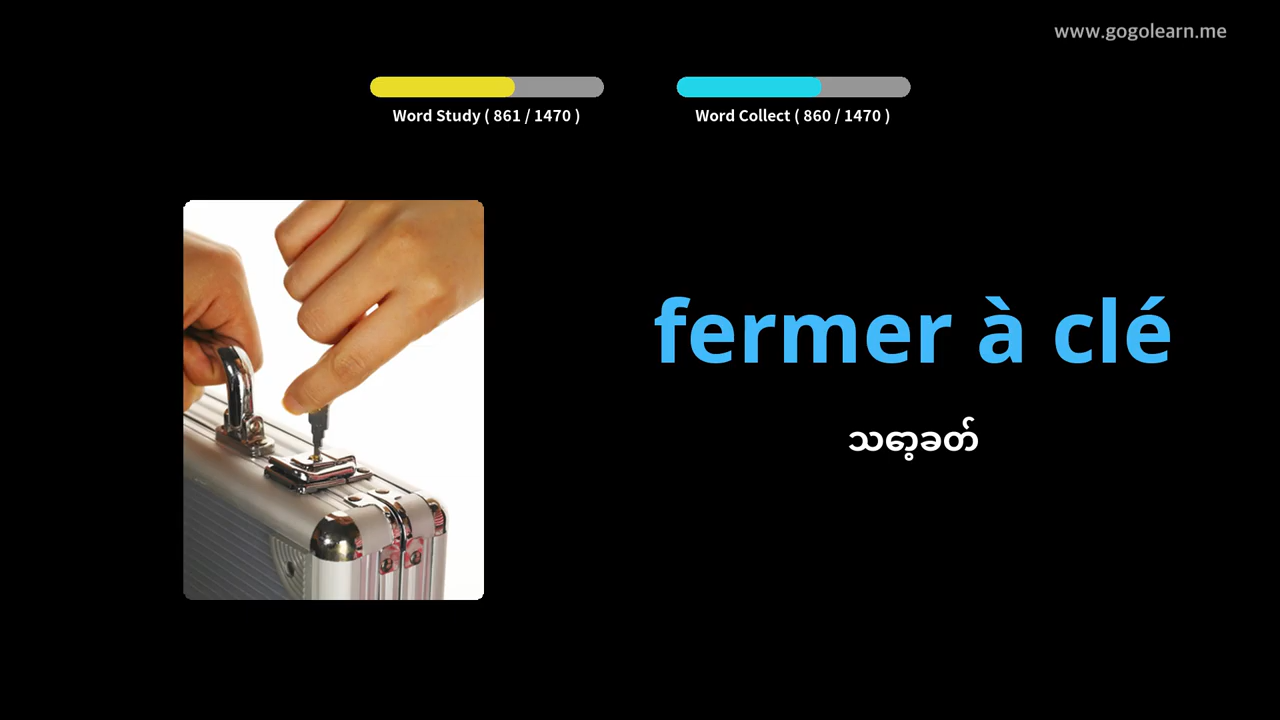 www.gogolearn.me
Word Study ( 861 / 1470 )
Word Collect ( 860 / 1470 )
fermer à clé
သော့ခတ်